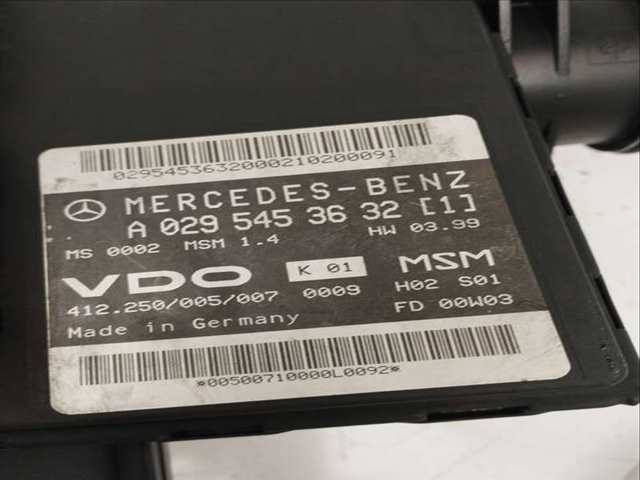 0295453632000210200091
MERCEDES-BENZ
A 029 545 36 32 [1]
MS 0002 MSM 1.4 HW 03.99
VDO K 01 MSM
412.250/005/007 0009 H02 S01
Made in Germany FD 00W03
*00500710000L0092*